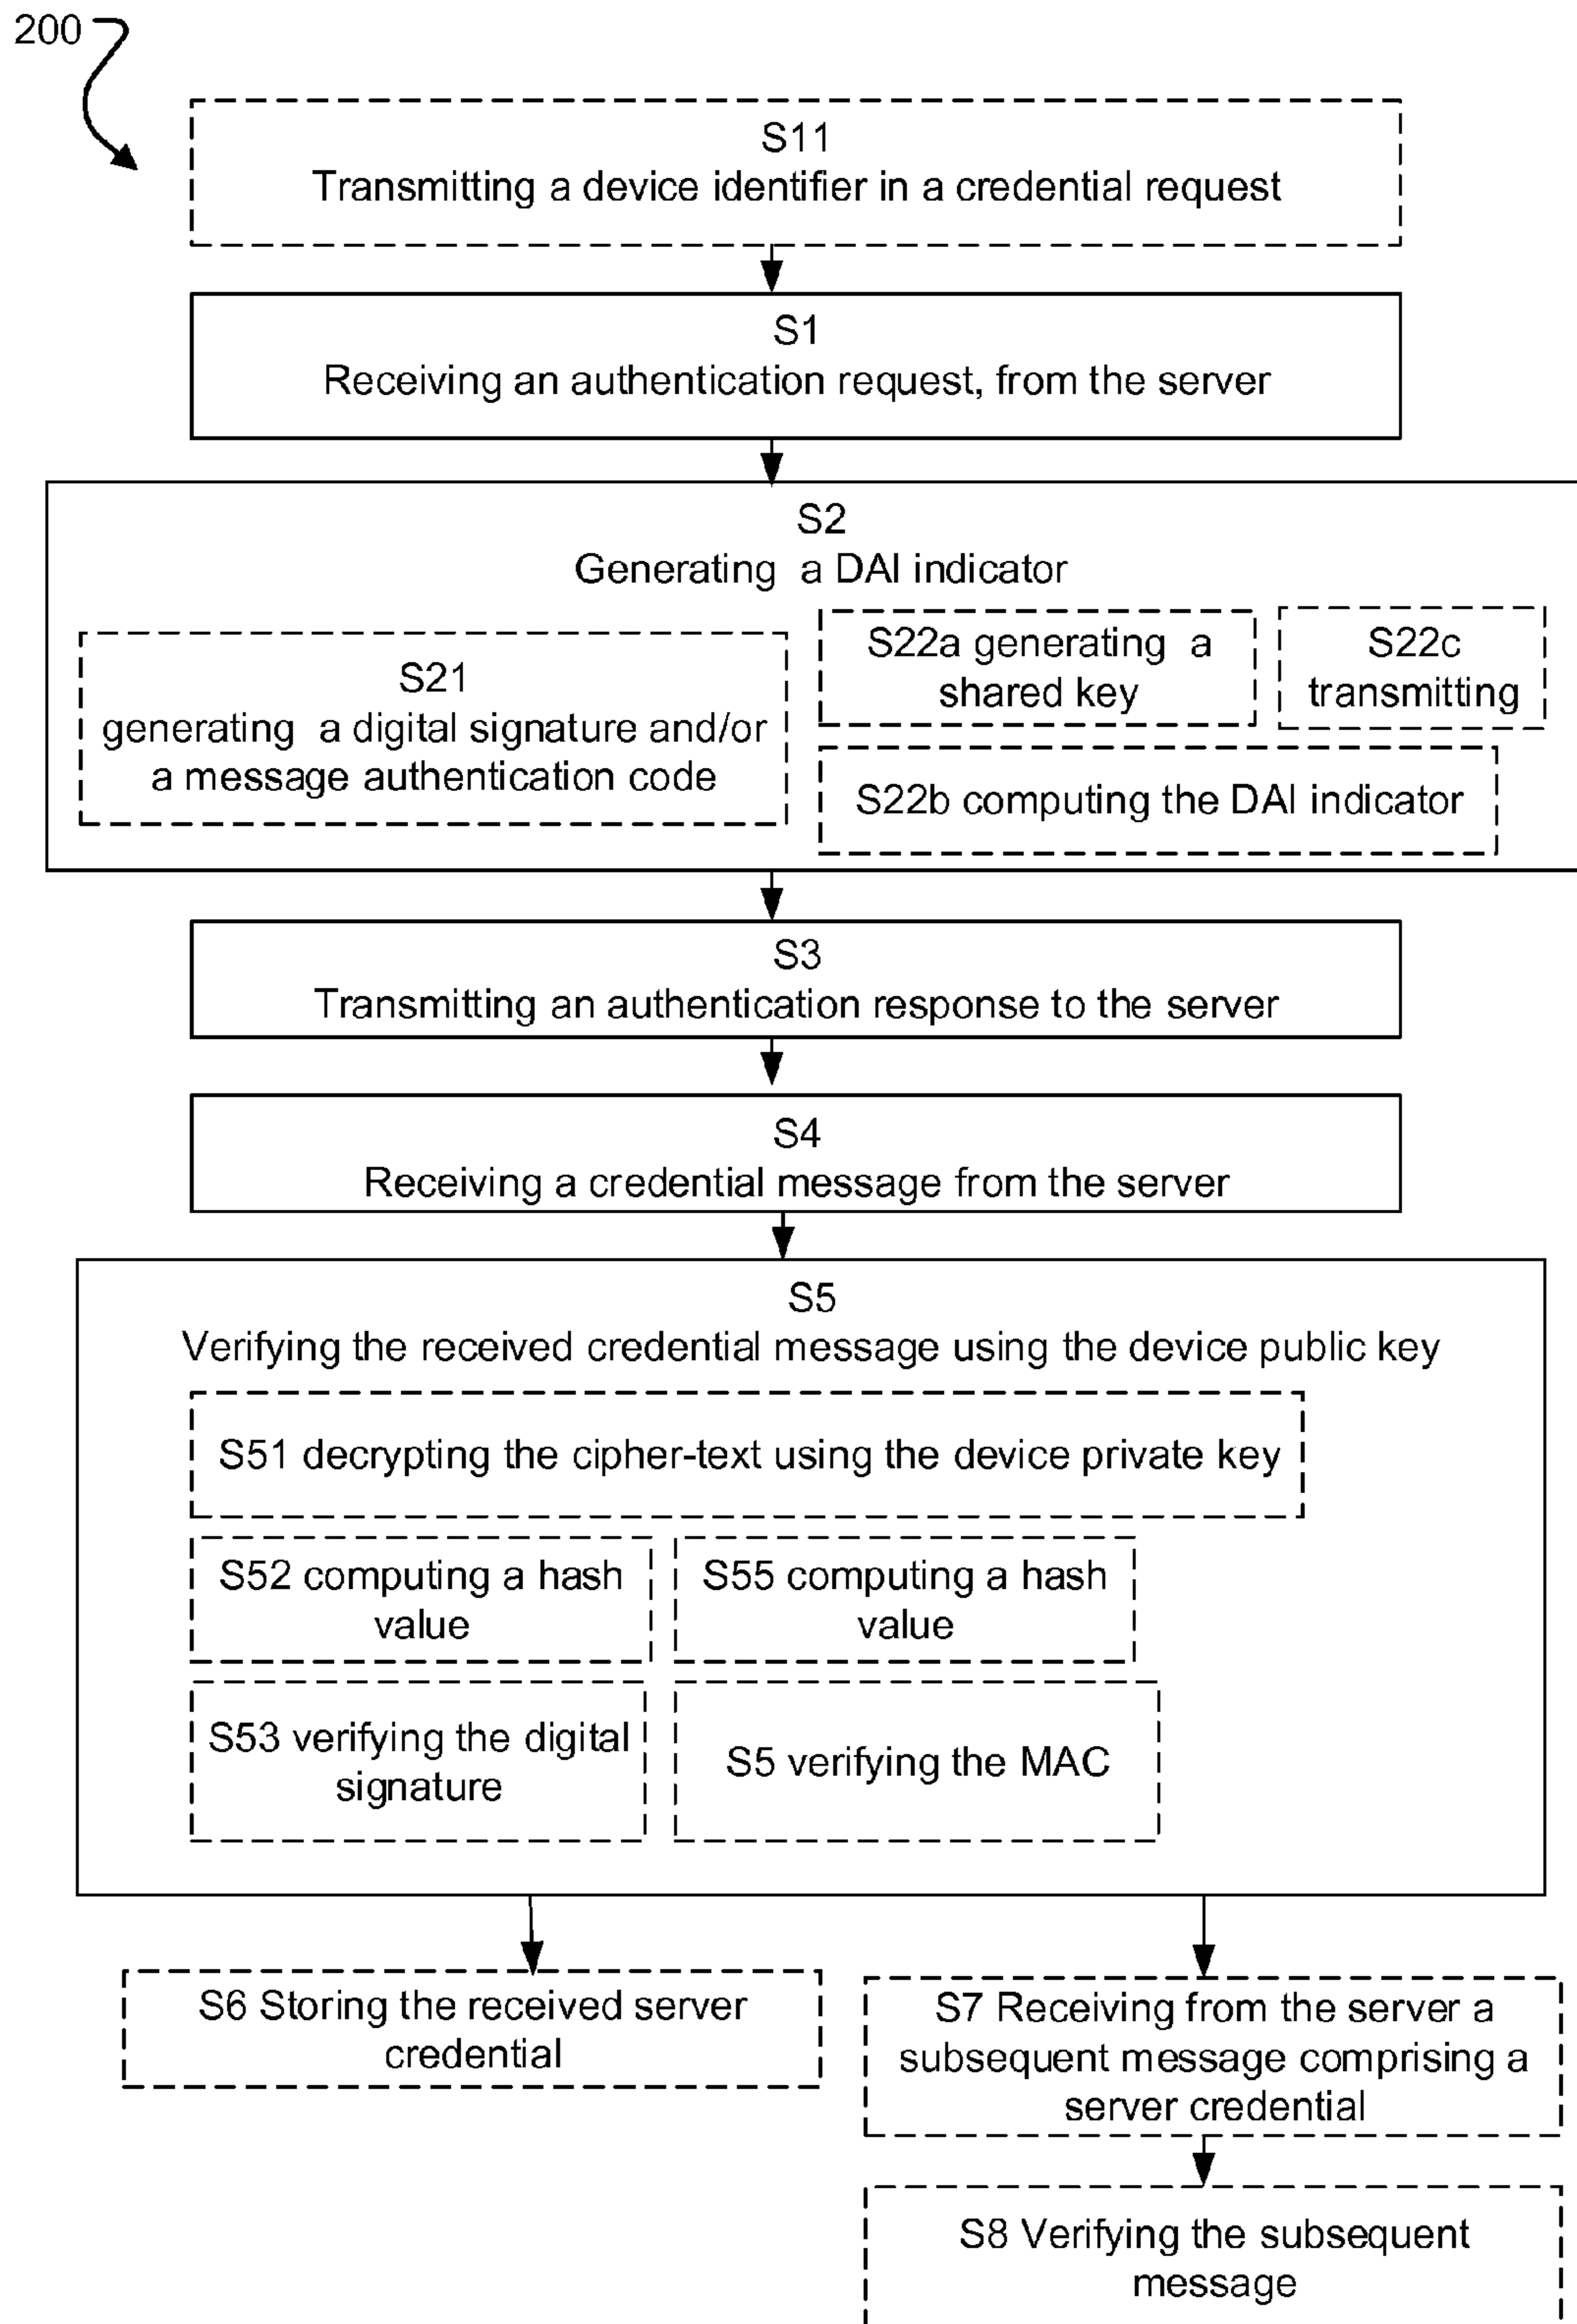 200
S11
Transmitting a device identifier in a credential request
S1
Receiving an authentication request, from the server
S2
Generating a DAI indicator
S21
generating a digital signature and/or
a message authentication code
S22a generating a
shared key
S22c
transmitting
S22b computing the DAI indicator
S3
Transmitting an authentication response to the server
S4
Receiving a credential message from the server
S5
Verifying the received credential message using the device public key
S51 decrypting the cipher-text using the device private key
S52 computing a hash
value
S55 computing a hash
value
S53 verifying the digital
signature
S5 verifying the MAC
S6 Storing the received server
credential
S7 Receiving from the server a
subsequent message comprising a
server credential
S8 Verifying the subsequent
message